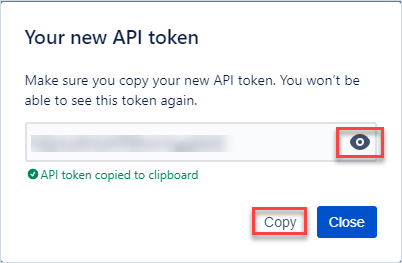 Your new API token
Make sure you copy your new API token. You won't be
able to see this token again.
API token copied to clipboard
Copy Close